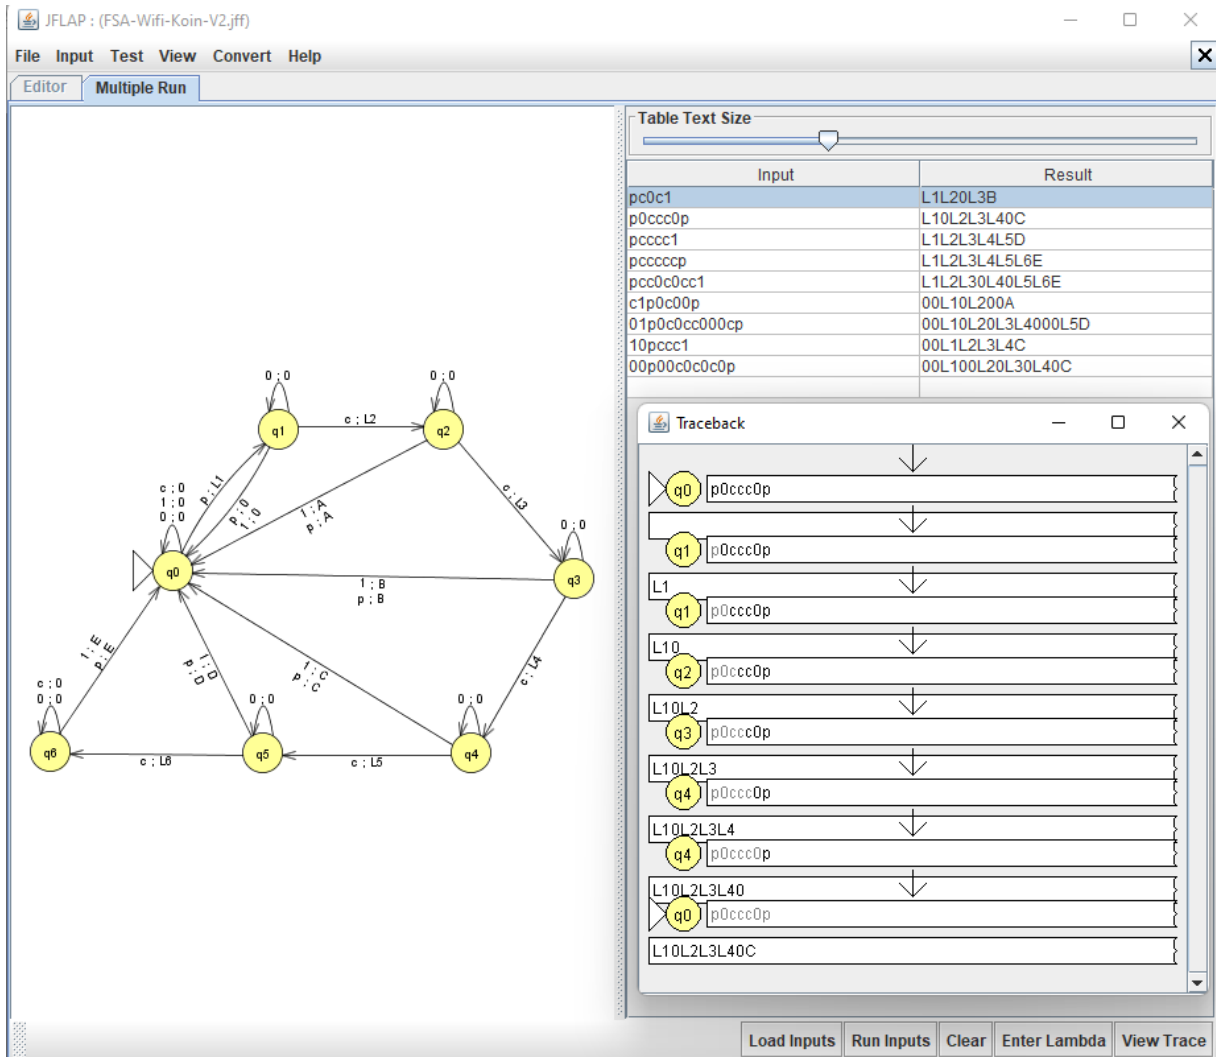 JFLAP : (FSA-Wifi-Koin-V2.jff)
File Input Test View Convert Help
Editor Multiple Run
Table Text Size
Input Result
pc0c1 L1L20L3B
p0ccc0p L10L2L3L40C
pcccc1 L1L2L3L4L5D
pcccccp L1L2L3L4L5L6E
pcc0c0cc1 L1L2L30L40L5L6E
c1p0c00p 00L10L200A
01p0c0cc000cp 00L10L20L3L4000L5D
10pccc1 00L1L2L3L4C
00p00c0c0c0p 00L100L20L30L40C
0 ; 0
0 ; 0
q1
c ; L2
q2
p ; L1
p ; 0
1 ; 0
1 ; A
p ; A
c ; L3
c ; 0
1 ; 0
0 ; 0
0 ; 0
q0
q3
1 ; B
p ; B
1 ; E
p ; E
1 ; D
p ; D
1 ; C
p ; C
c ; L4
c ; 0
0 ; 0
0 ; 0
0 ; 0
q6
c ; L6
q5
c ; L5
q4
Traceback
q0 p0ccc0p
q1 p0ccc0p
L1
q1 p0ccc0p
L10
q2 p0ccc0p
L10L2
q3 p0ccc0p
L10L2L3
q4 p0ccc0p
L10L2L3L4
q4 p0ccc0p
L10L2L3L40
q0 p0ccc0p
L10L2L3L40C
Load Inputs Run Inputs Clear Enter Lambda View Trace